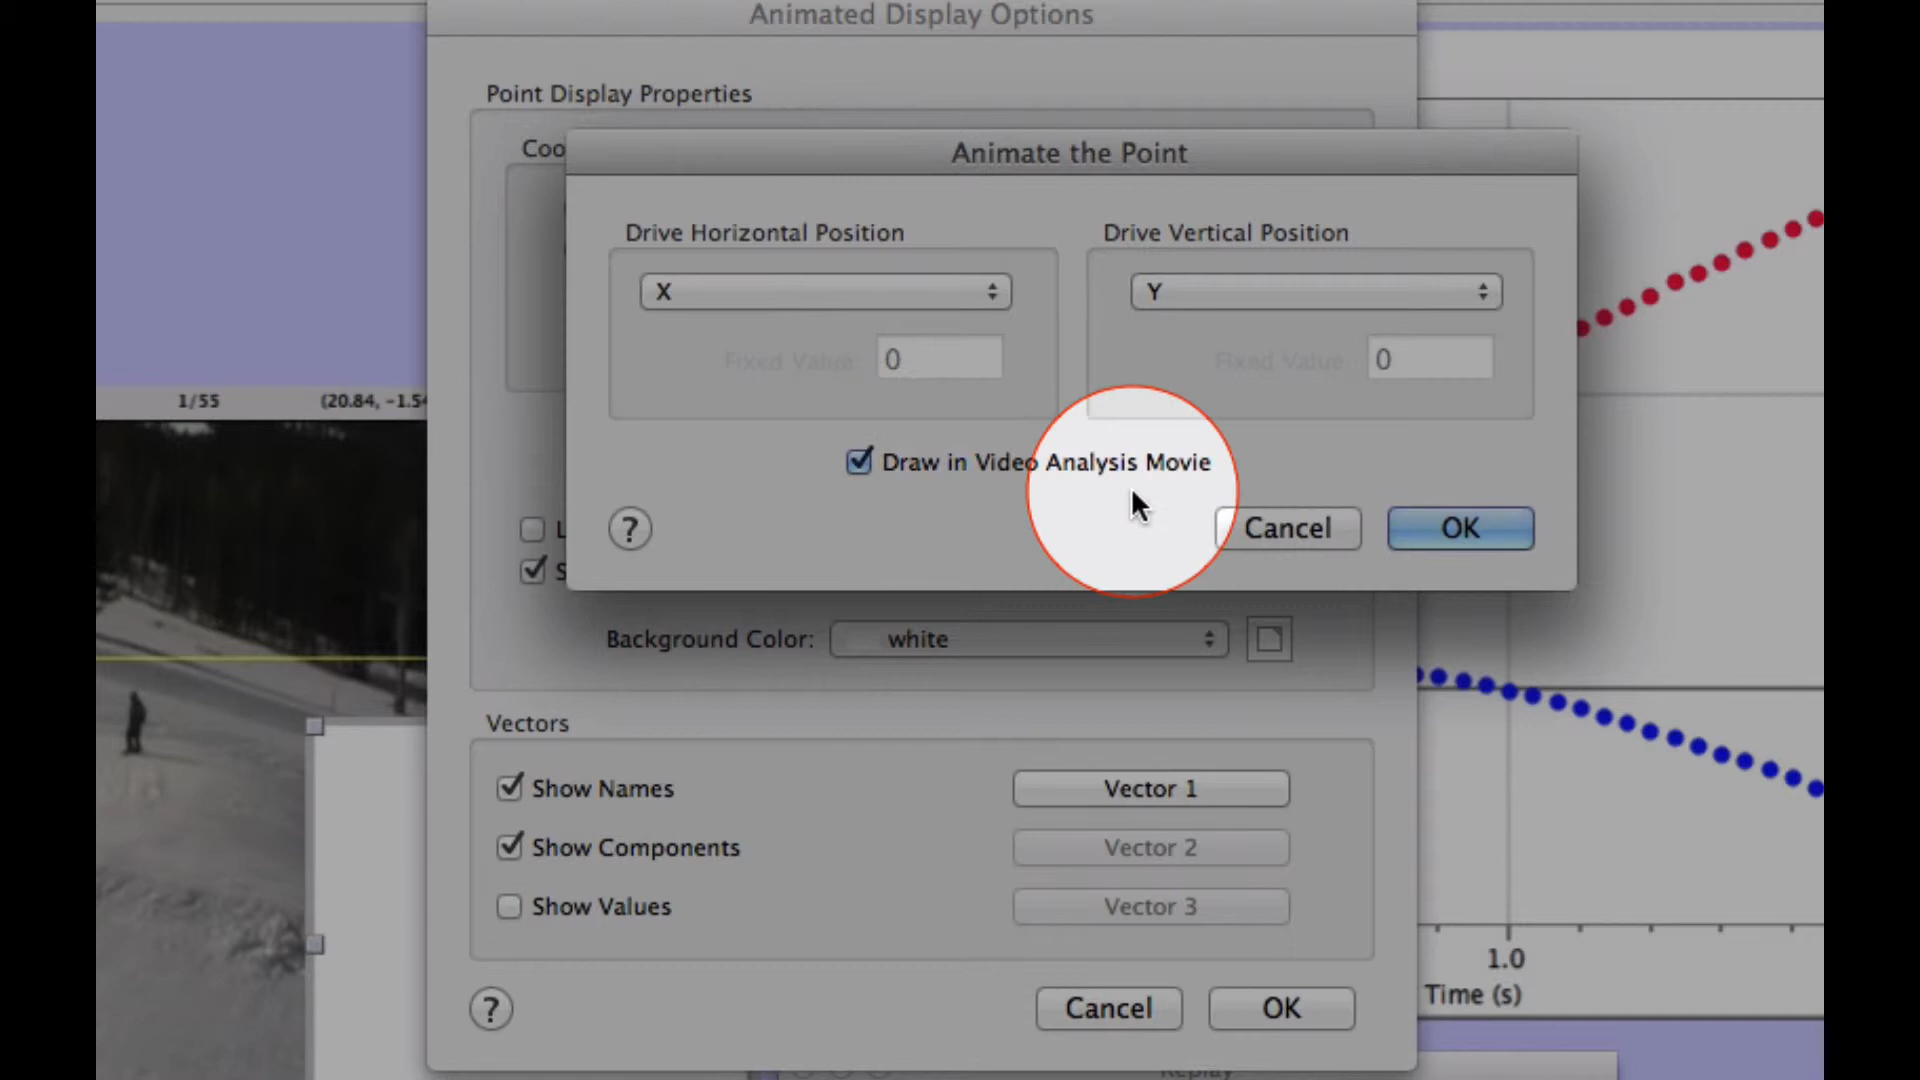 Animated Display Options
Point Display Properties
Coo
Animate the Point
Drive Horizontal Position
Drive Vertical Position
X
Y
Fixed Value: 0
Fixed Value: 0
1/55
(20.84, -1.54
Draw in Video Analysis Movie
?
Cancel
OK
L
S
Background Color:
white
Vectors
Show Names
Vector 1
Show Components
Vector 2
Show Values
Vector 3
1.0
Time (s)
?
Cancel
OK
Replay